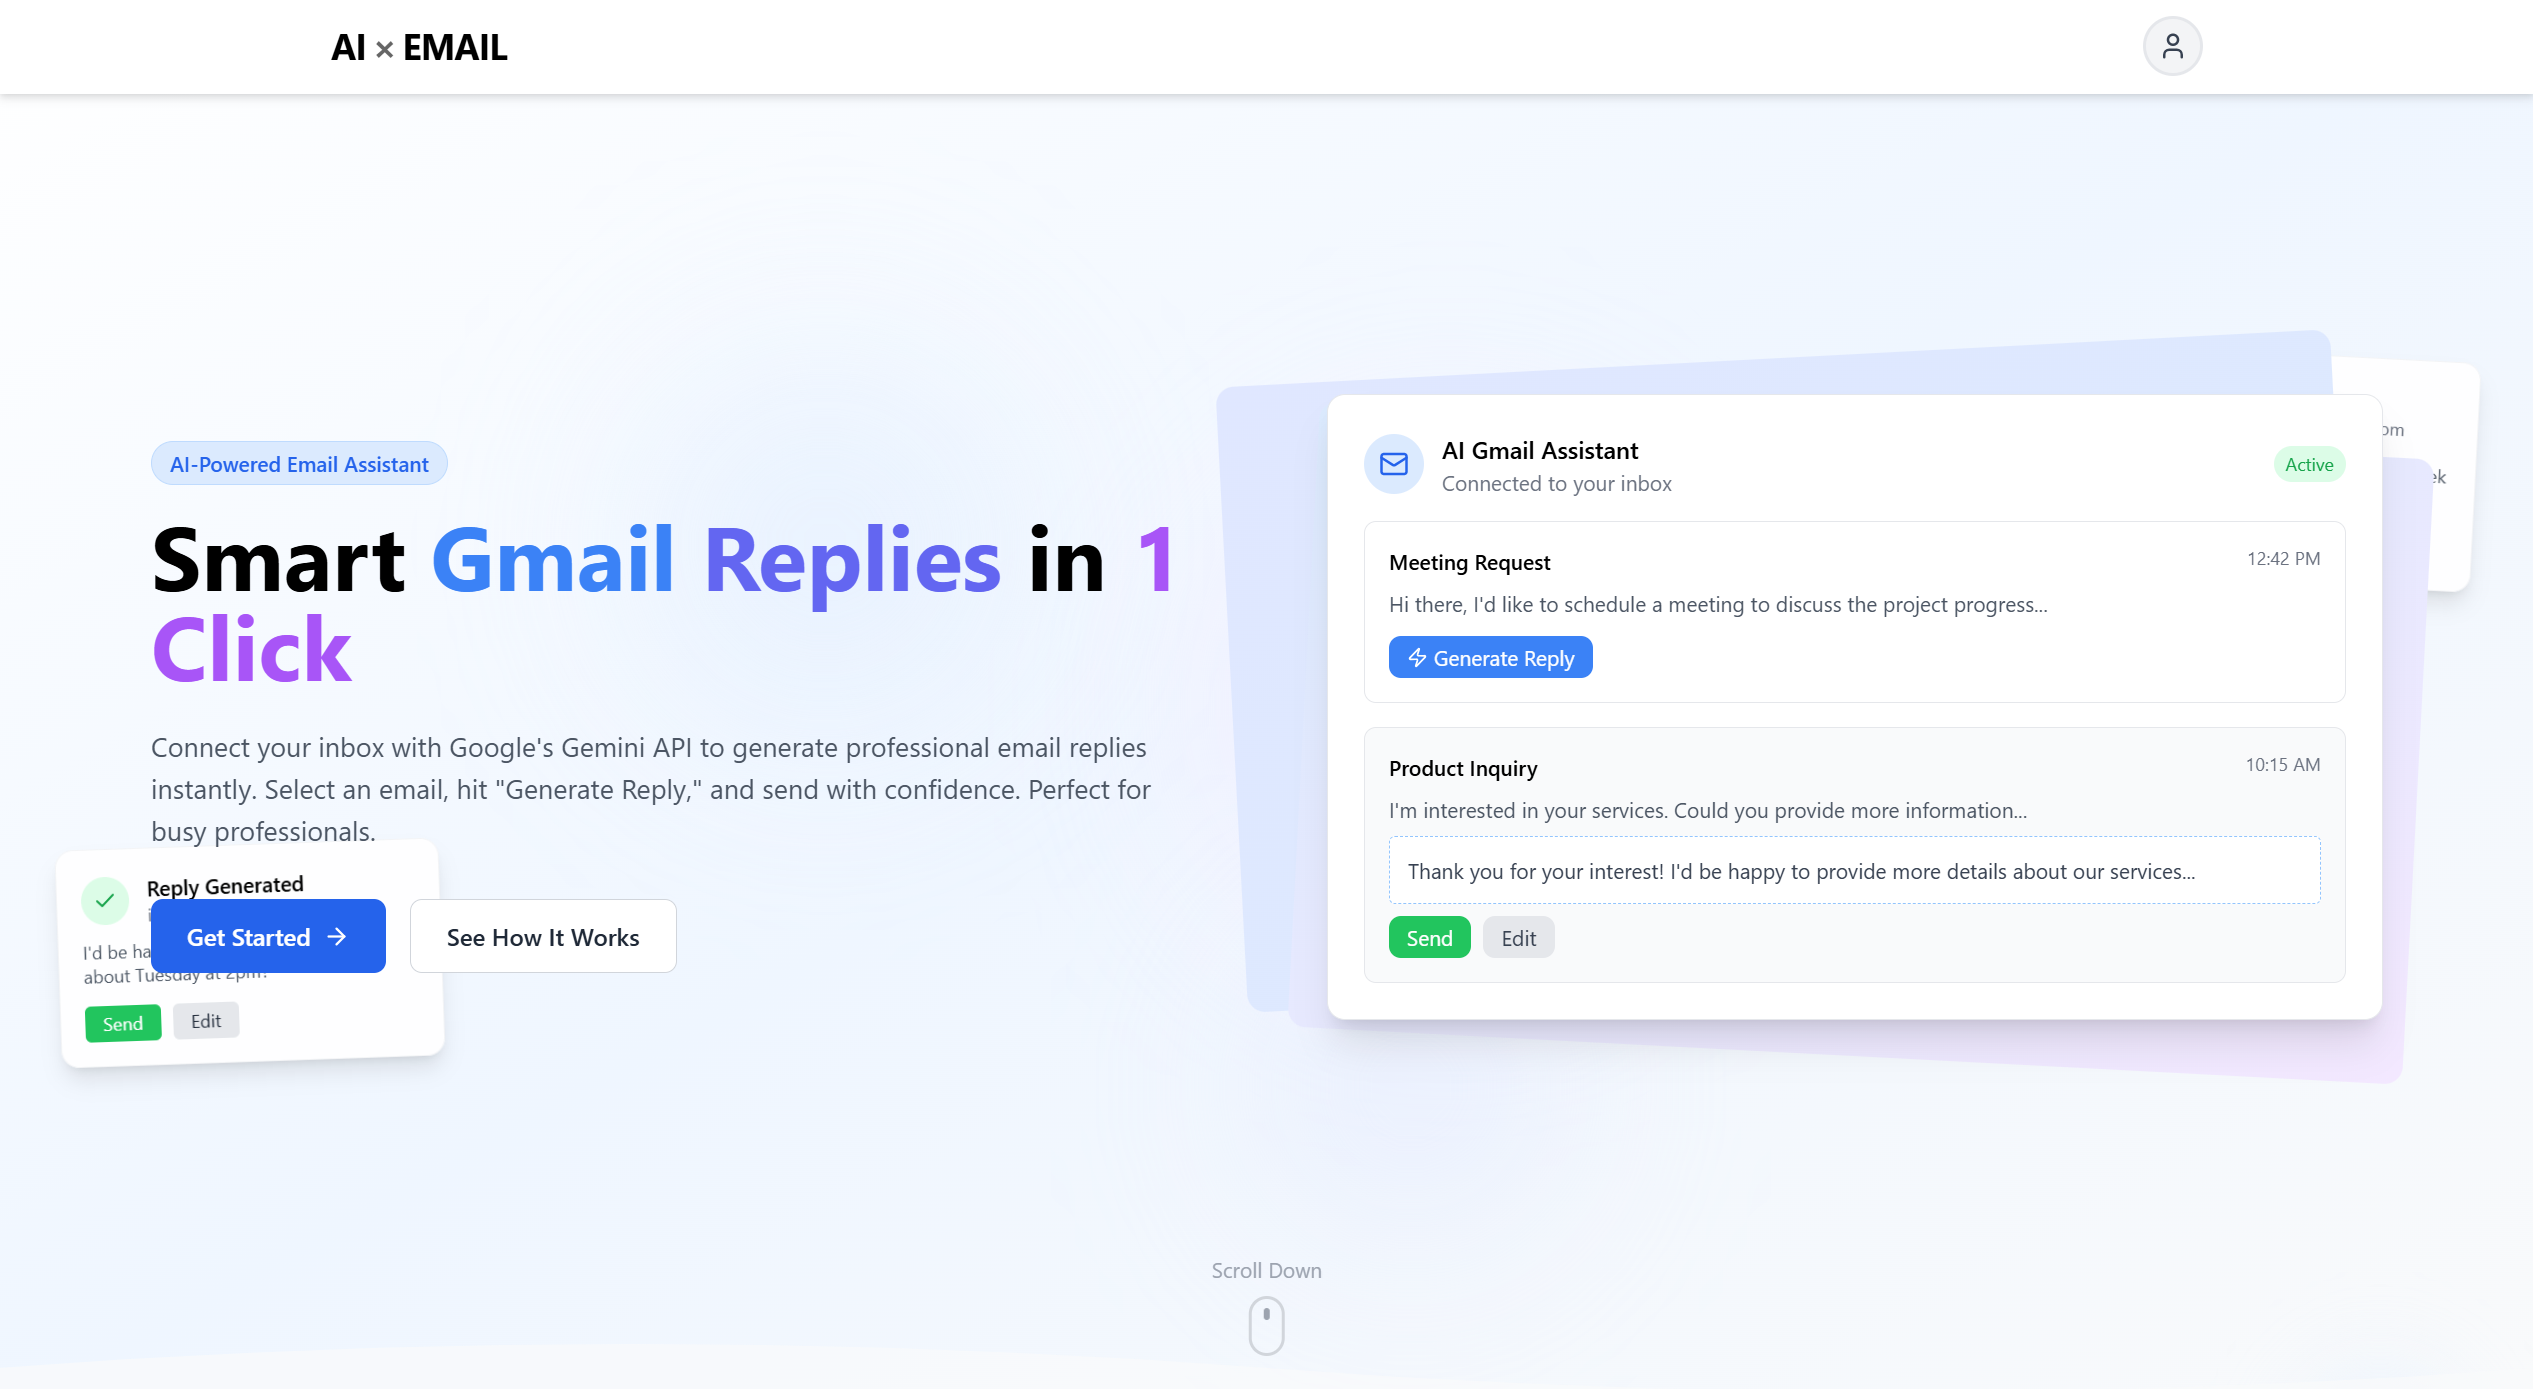 AI × EMAIL
AI-Powered Email Assistant
Smart Gmail Replies in 1
Click
Connect your inbox with Google's Gemini API to generate professional email replies
instantly. Select an email, hit "Generate Reply," and send with confidence. Perfect for
busy professionals.
Reply Generated
I'd be
about Tuesday at 2pm?
Send Edit
Get Started
See How It Works
AI Gmail Assistant
Connected to your inbox
Active
Meeting Request
12:42 PM
Hi there, I'd like to schedule a meeting to discuss the project progress...
Generate Reply
Product Inquiry
10:15 AM
I'm interested in your services. Could you provide more information...
Thank you for your interest! I'd be happy to provide more details about our services...
Send Edit
Scroll Down